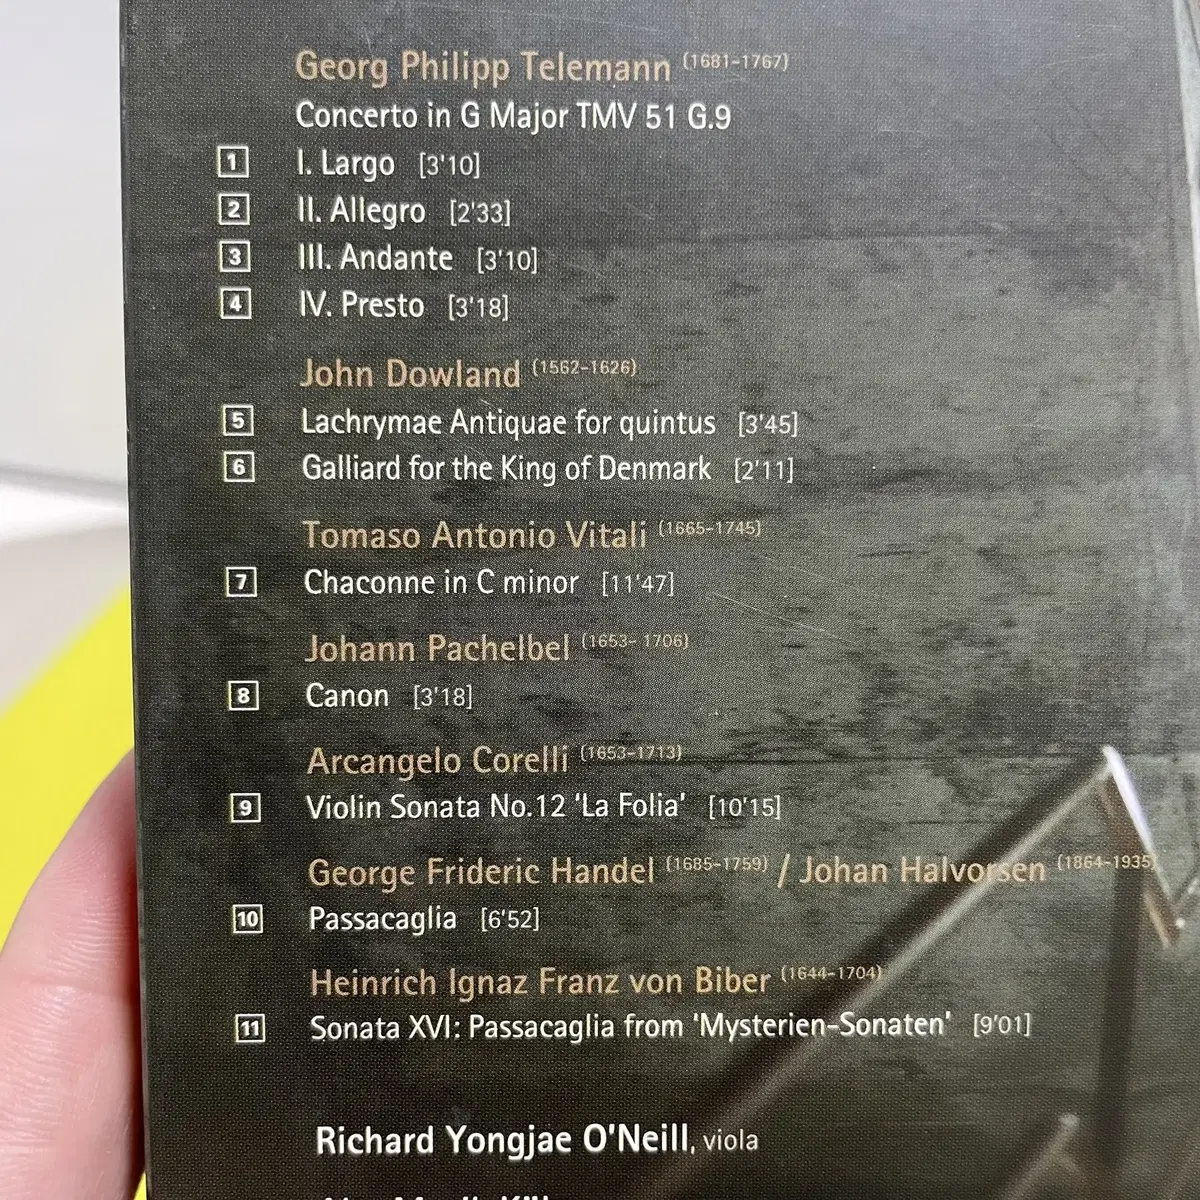 Georg Philipp Telemann (1681-1767)
Concerto in G Major TMV 51 G.9
1 I. Largo [3'10]
2 II. Allegro [2'33]
3 III. Andante [3'10]
4 IV. Presto [3'18]
John Dowland (1562-1626)
5 Lachrymae Antiquae for quintus [3'45]
6 Galliard for the King of Denmark [2'11]
Tomaso Antonio Vitali (1665-1745)
7 Chaconne in C minor [11'47]
Johann Pachelbel (1653- 1706)
8 Canon [3'18]
Arcangelo Corelli (1653-1713)
9 Violin Sonata No.12 'La Folia' [10'15]
George Frideric Handel (1685-1759) / Johan Halvorsen (1864-1935)
10 Passacaglia [6'52]
Heinrich Ignaz Franz von Biber (1644-1704)
11 Sonata XVI: Passacaglia from 'Mysterien-Sonaten' [9'01]
Richard Yongjae O'Neill, viola